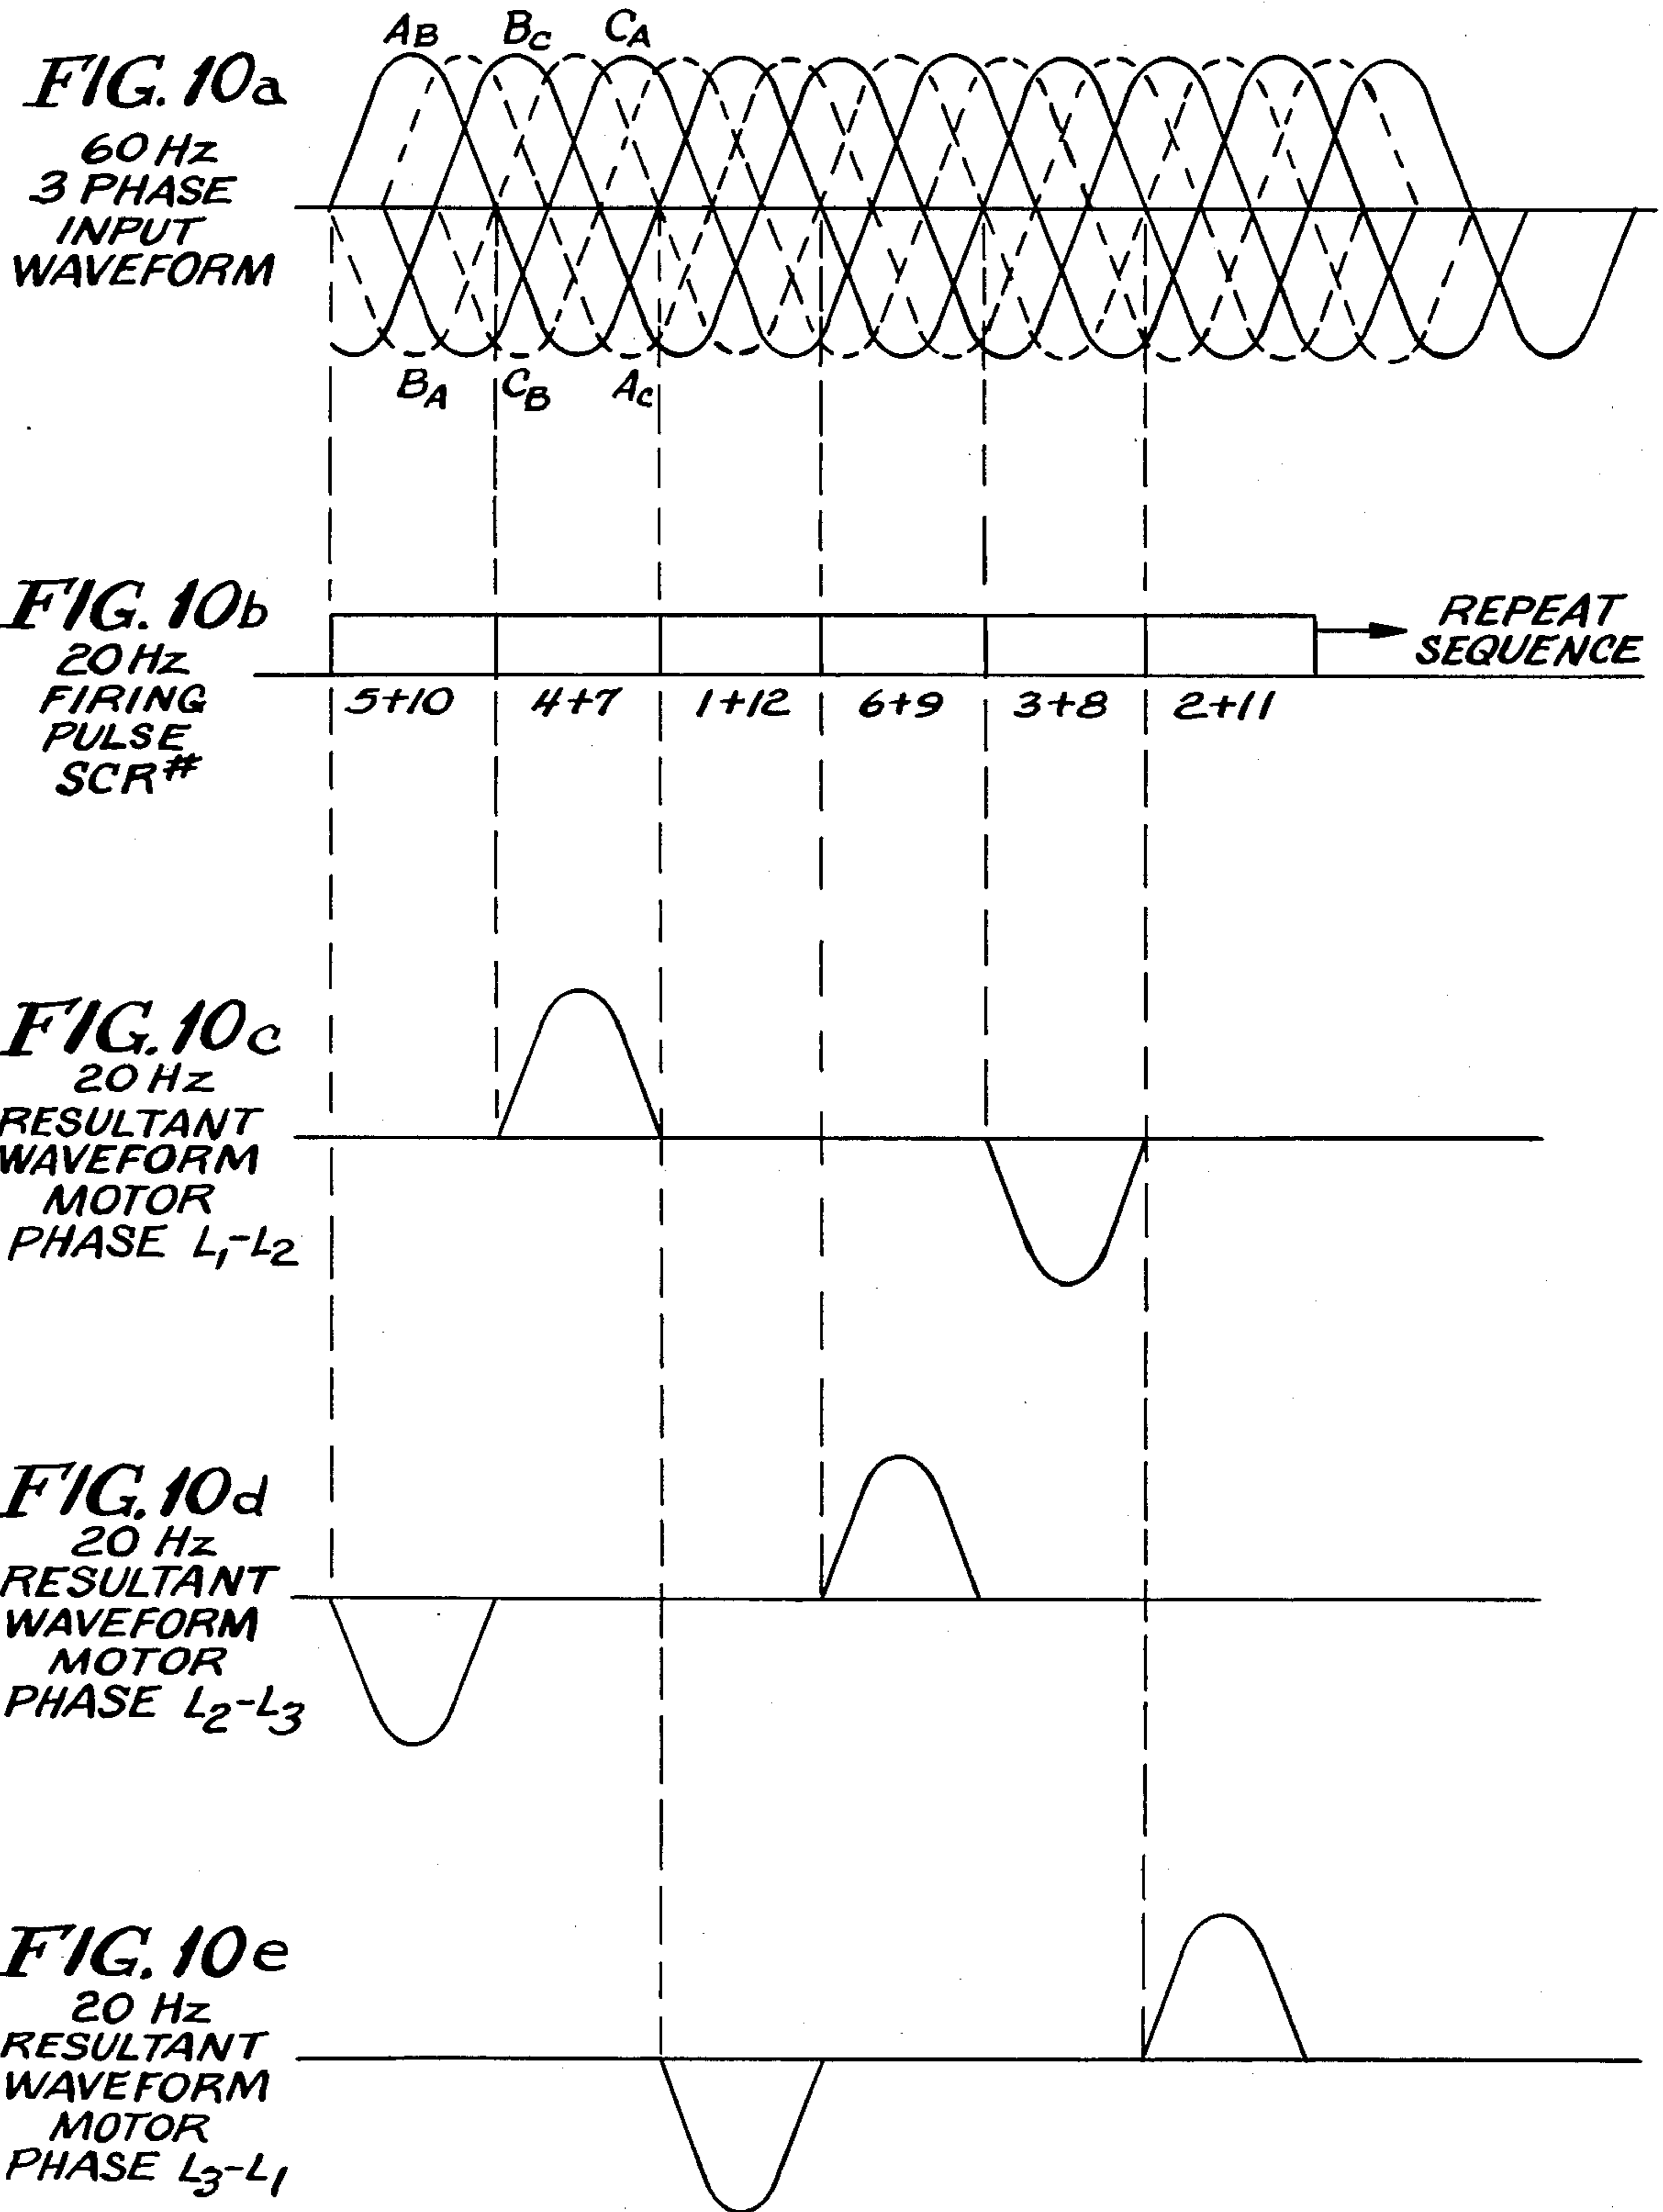 AB BC CA
FIG. 10a
60 Hz
3 PHASE
INPUT
WAVEFORM
BA CB AC
FIG. 10b
20 Hz
FIRING
PULSE
SCR#
REPEAT
SEQUENCE
5+10 4+7 1+12 6+9 3+8 2+11
FIG. 10c
20 Hz
RESULTANT
WAVEFORM
MOTOR
PHASE L1-L2
FIG. 10d
20 Hz
RESULTANT
WAVEFORM
MOTOR
PHASE L2-L3
FIG. 10e
20 Hz
RESULTANT
WAVEFORM
MOTOR
PHASE L3-L1